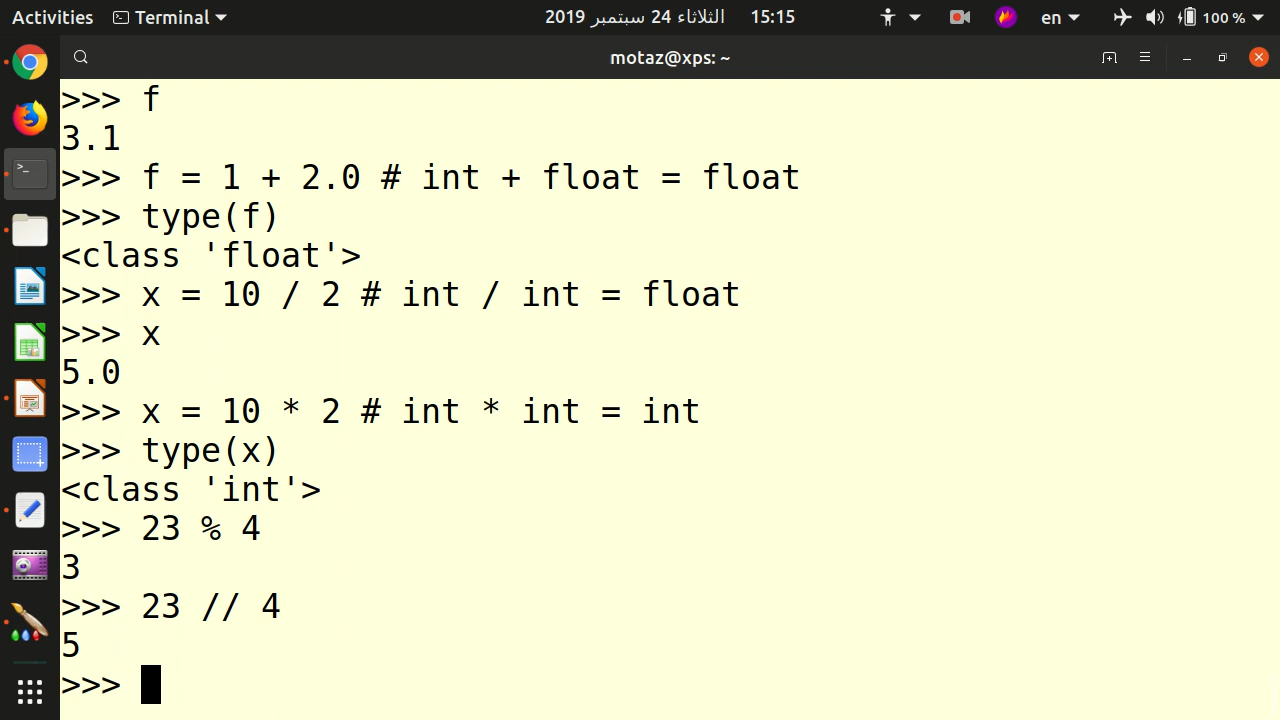 Activities Terminal الثلاثاء 24 سبتمبر 2019 15:15 en 100 %
motaz@xps: ~
>>> f
3.1
>>> f = 1 + 2.0 # int + float = float
>>> type(f)
<class 'float'>
>>> x = 10 / 2 # int / int = float
>>> x
5.0
>>> x = 10 * 2 # int * int = int
>>> type(x)
<class 'int'>
>>> 23 % 4
3
>>> 23 // 4
5
>>>